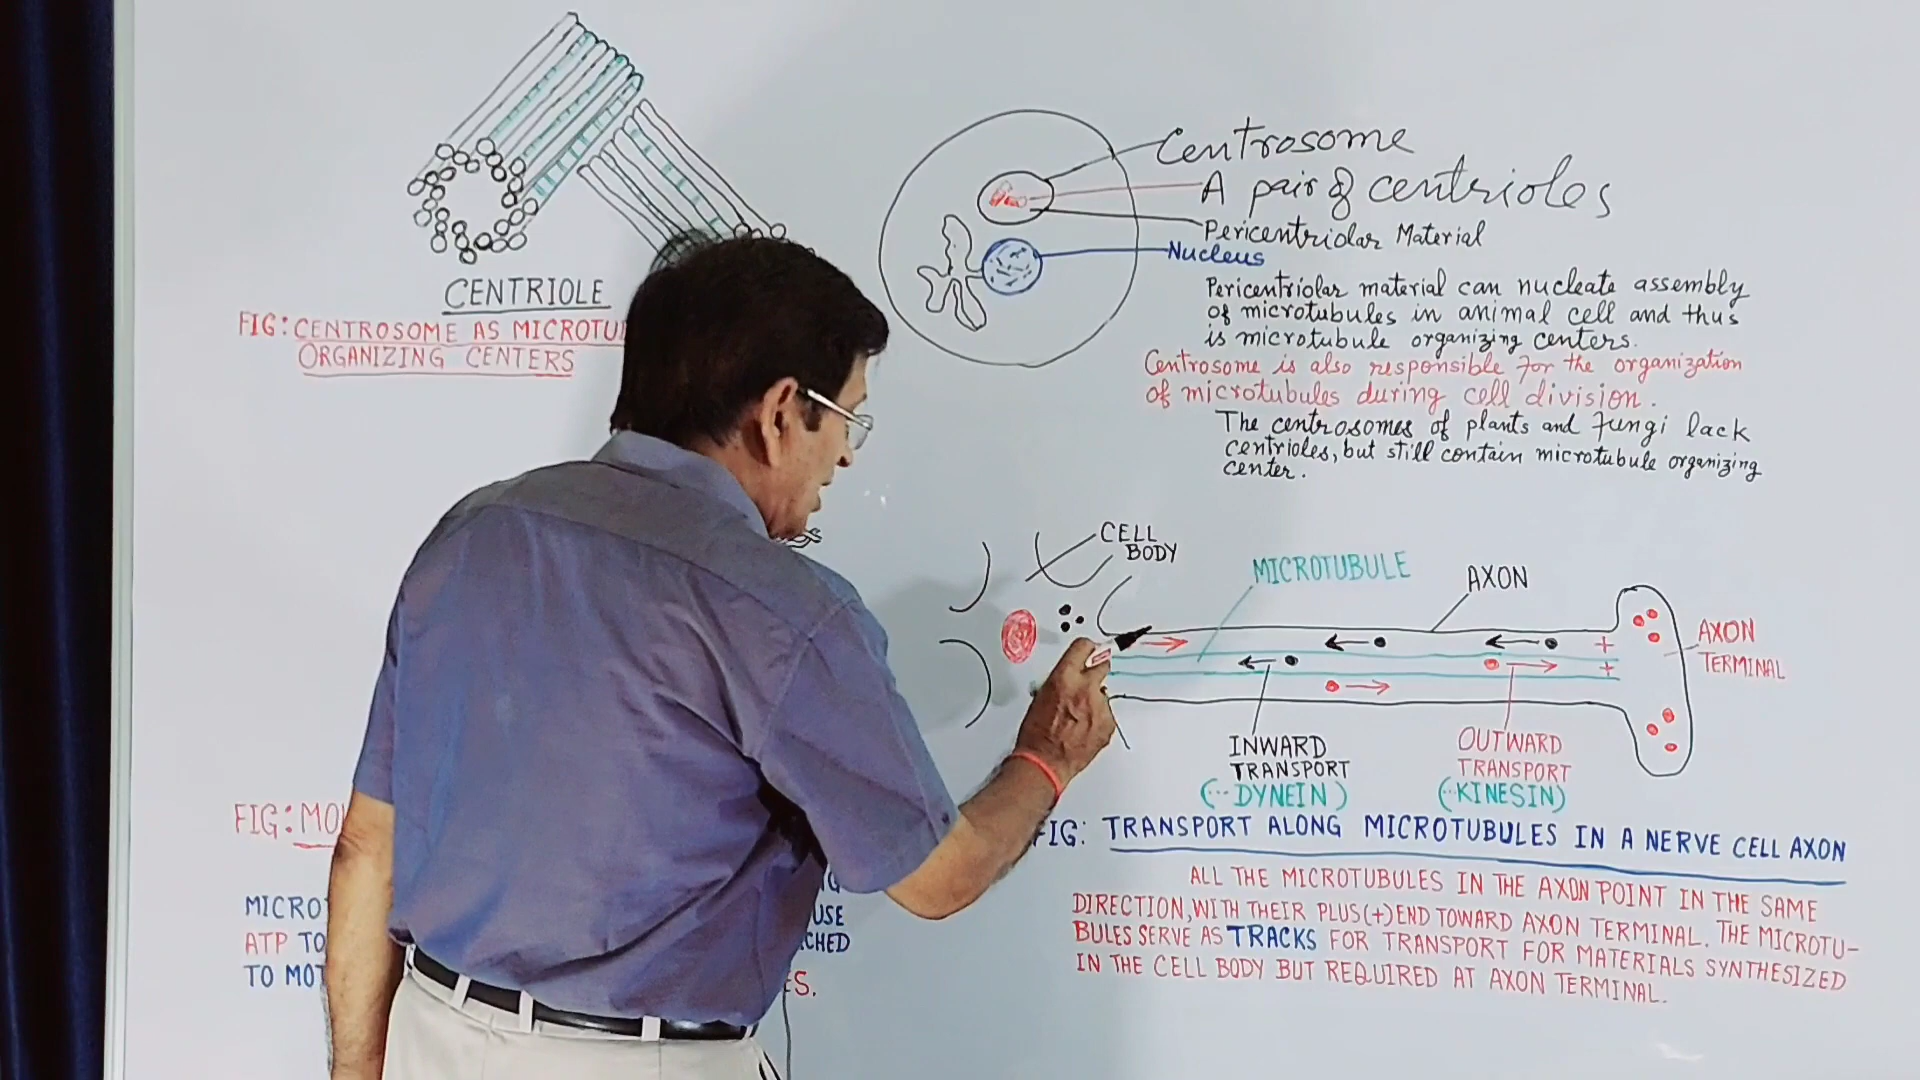 CENTRIOLE
FIG: CENTROSOME AS
ORGANIZING CENTERS
Centrosome
A pair of centrioles
Pericentriolar Material
Nucleus
Pericentriolar material can nucleate assembly
of microtubules in animal cell and thus
is microtubule organizing centers.
Centrosome is also responsible for the organization
of microtubules during cell division.
The centrosomes of plants and fungi lack
centrioles, but still contain microtubule organizing
center.
CELL
BODY
MICROTUBULE
AXON
+
+
AXON
TERMINAL
INWARD
TRANSPORT
(··DYNEIN)
OUTWARD
TRANSPORT
(··KINESIN)
FIG: TRANSPORT ALONG MICROTUBULES IN A NERVE CELL AXON
ALL THE MICROTUBULES IN THE AXON POINT IN THE SAME
DIRECTION, WITH THEIR PLUS(+) END TOWARD AXON TERMINAL. THE MICROTU-
BULES SERVE AS TRACKS FOR TRANSPORT FOR MATERIALS SYNTHESIZED
IN THE CELL BODY BUT REQUIRED AT AXON TERMINAL.
FIG:
USE
ATP TO
TO